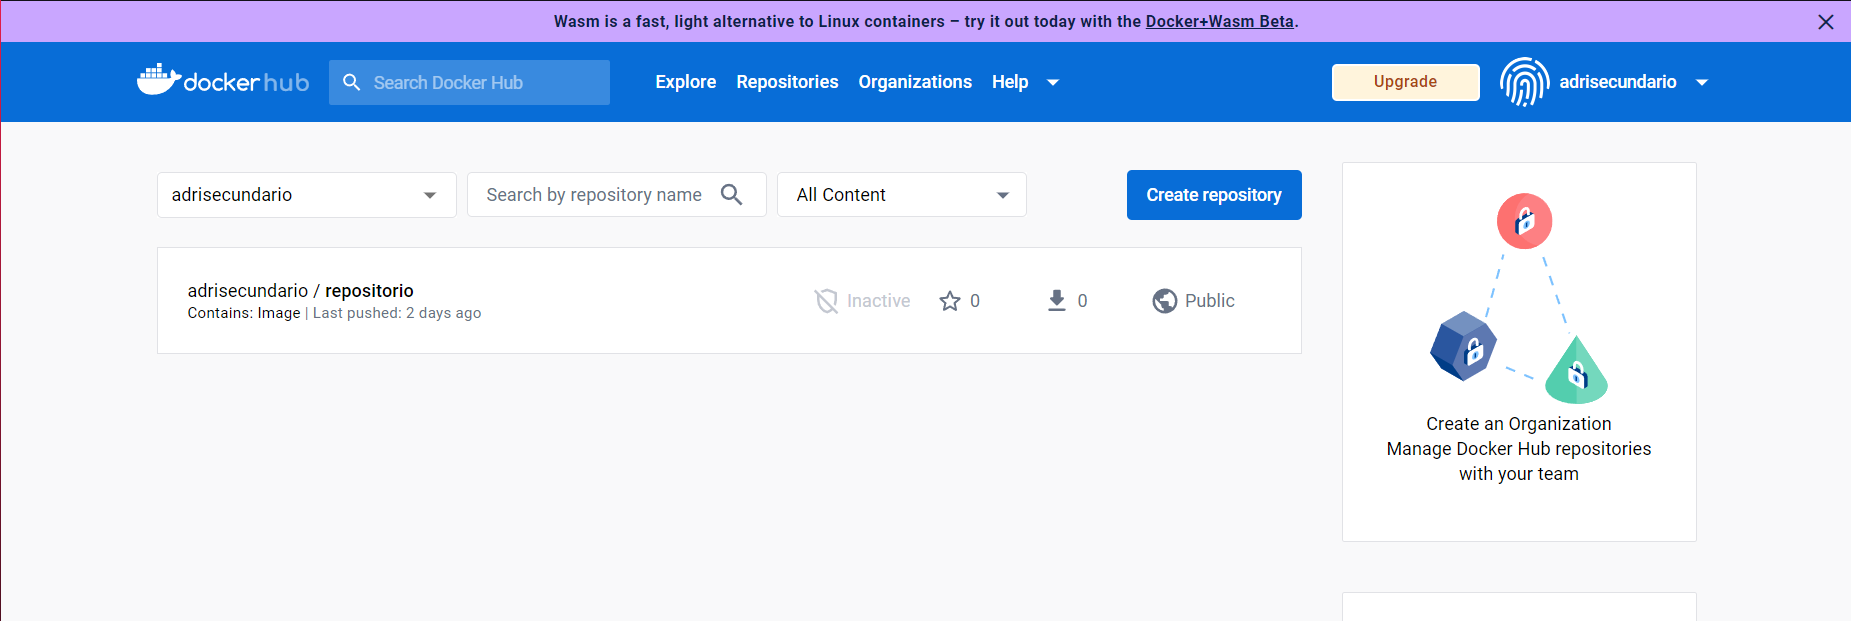 Wasm is a fast, light alternative to Linux containers – try it out today with the Docker+Wasm Beta.
dockerhub Search Docker Hub Explore Repositories Organizations Help Upgrade adrisecundario
adrisecundario Search by repository name All Content Create repository
adrisecundario / repositorio
Contains: Image | Last pushed: 2 days ago
Inactive 0 0 Public
Create an Organization
Manage Docker Hub repositories
with your team